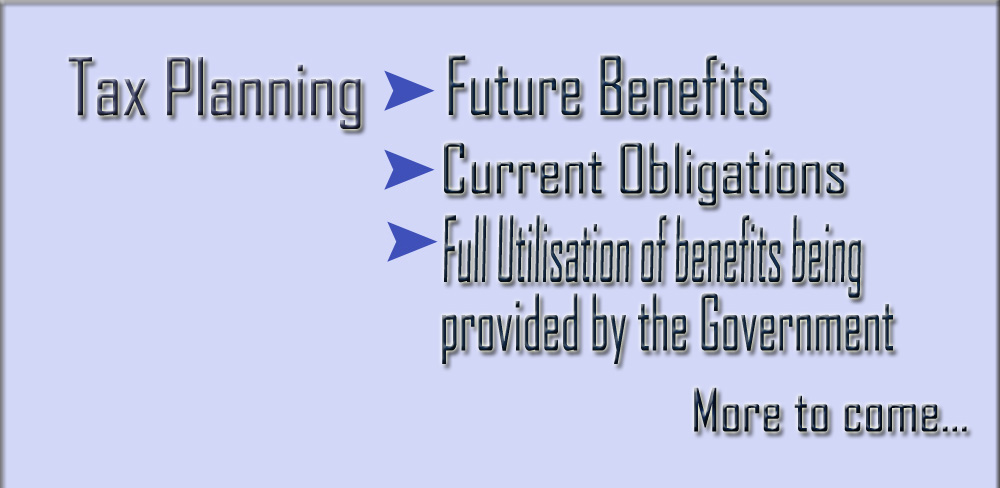 Tax Planning ➤ Future Benefits
➤ Current Obligations
➤ Full Utilisation of benefits being
provided by the Government
More to come...